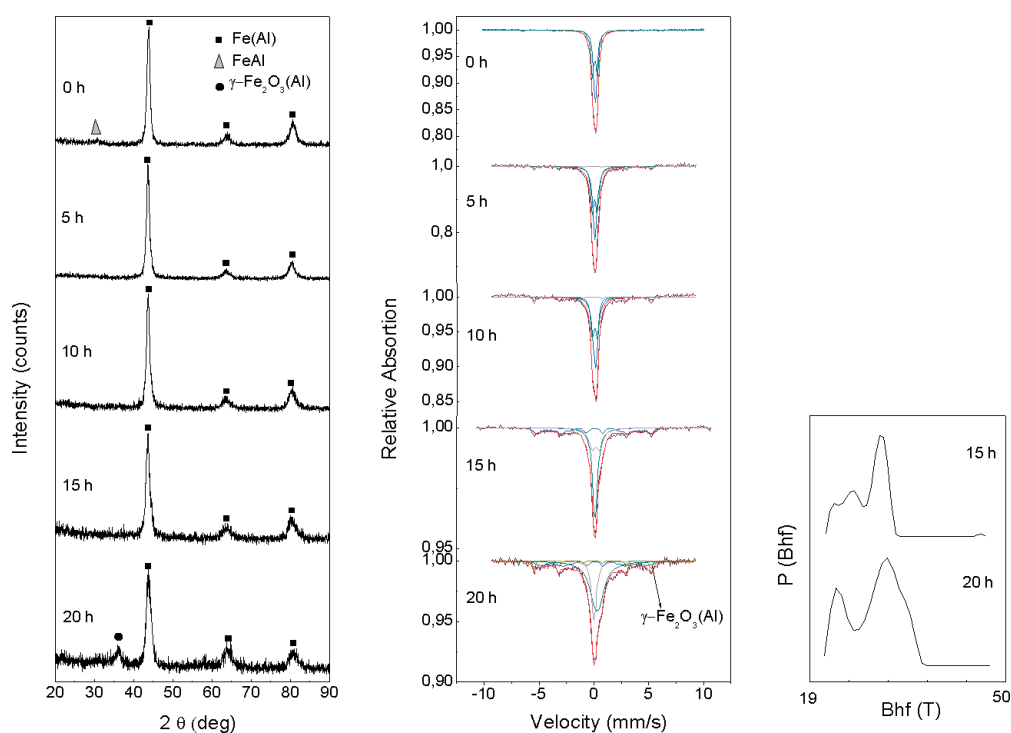 Fe(Al)
FeAl
γ–Fe₂O₃(Al)
0 h
5 h
10 h
15 h
20 h
Intensity (counts)
20 30 40 50 60 70 80 90
2 θ (deg)
1,00
0,95
0,90
0,85
0,80
0 h
1,0
0,8
5 h
1,00
0,95
0,90
0,85
10 h
1,00
0,95
15 h
1,00
0,95
0,90
20 h
γ–Fe₂O₃(Al)
Relative Absortion
-10 -5 0 5 10
Velocity (mm/s)
15 h
20 h
P (Bhf)
19 50
Bhf (T)